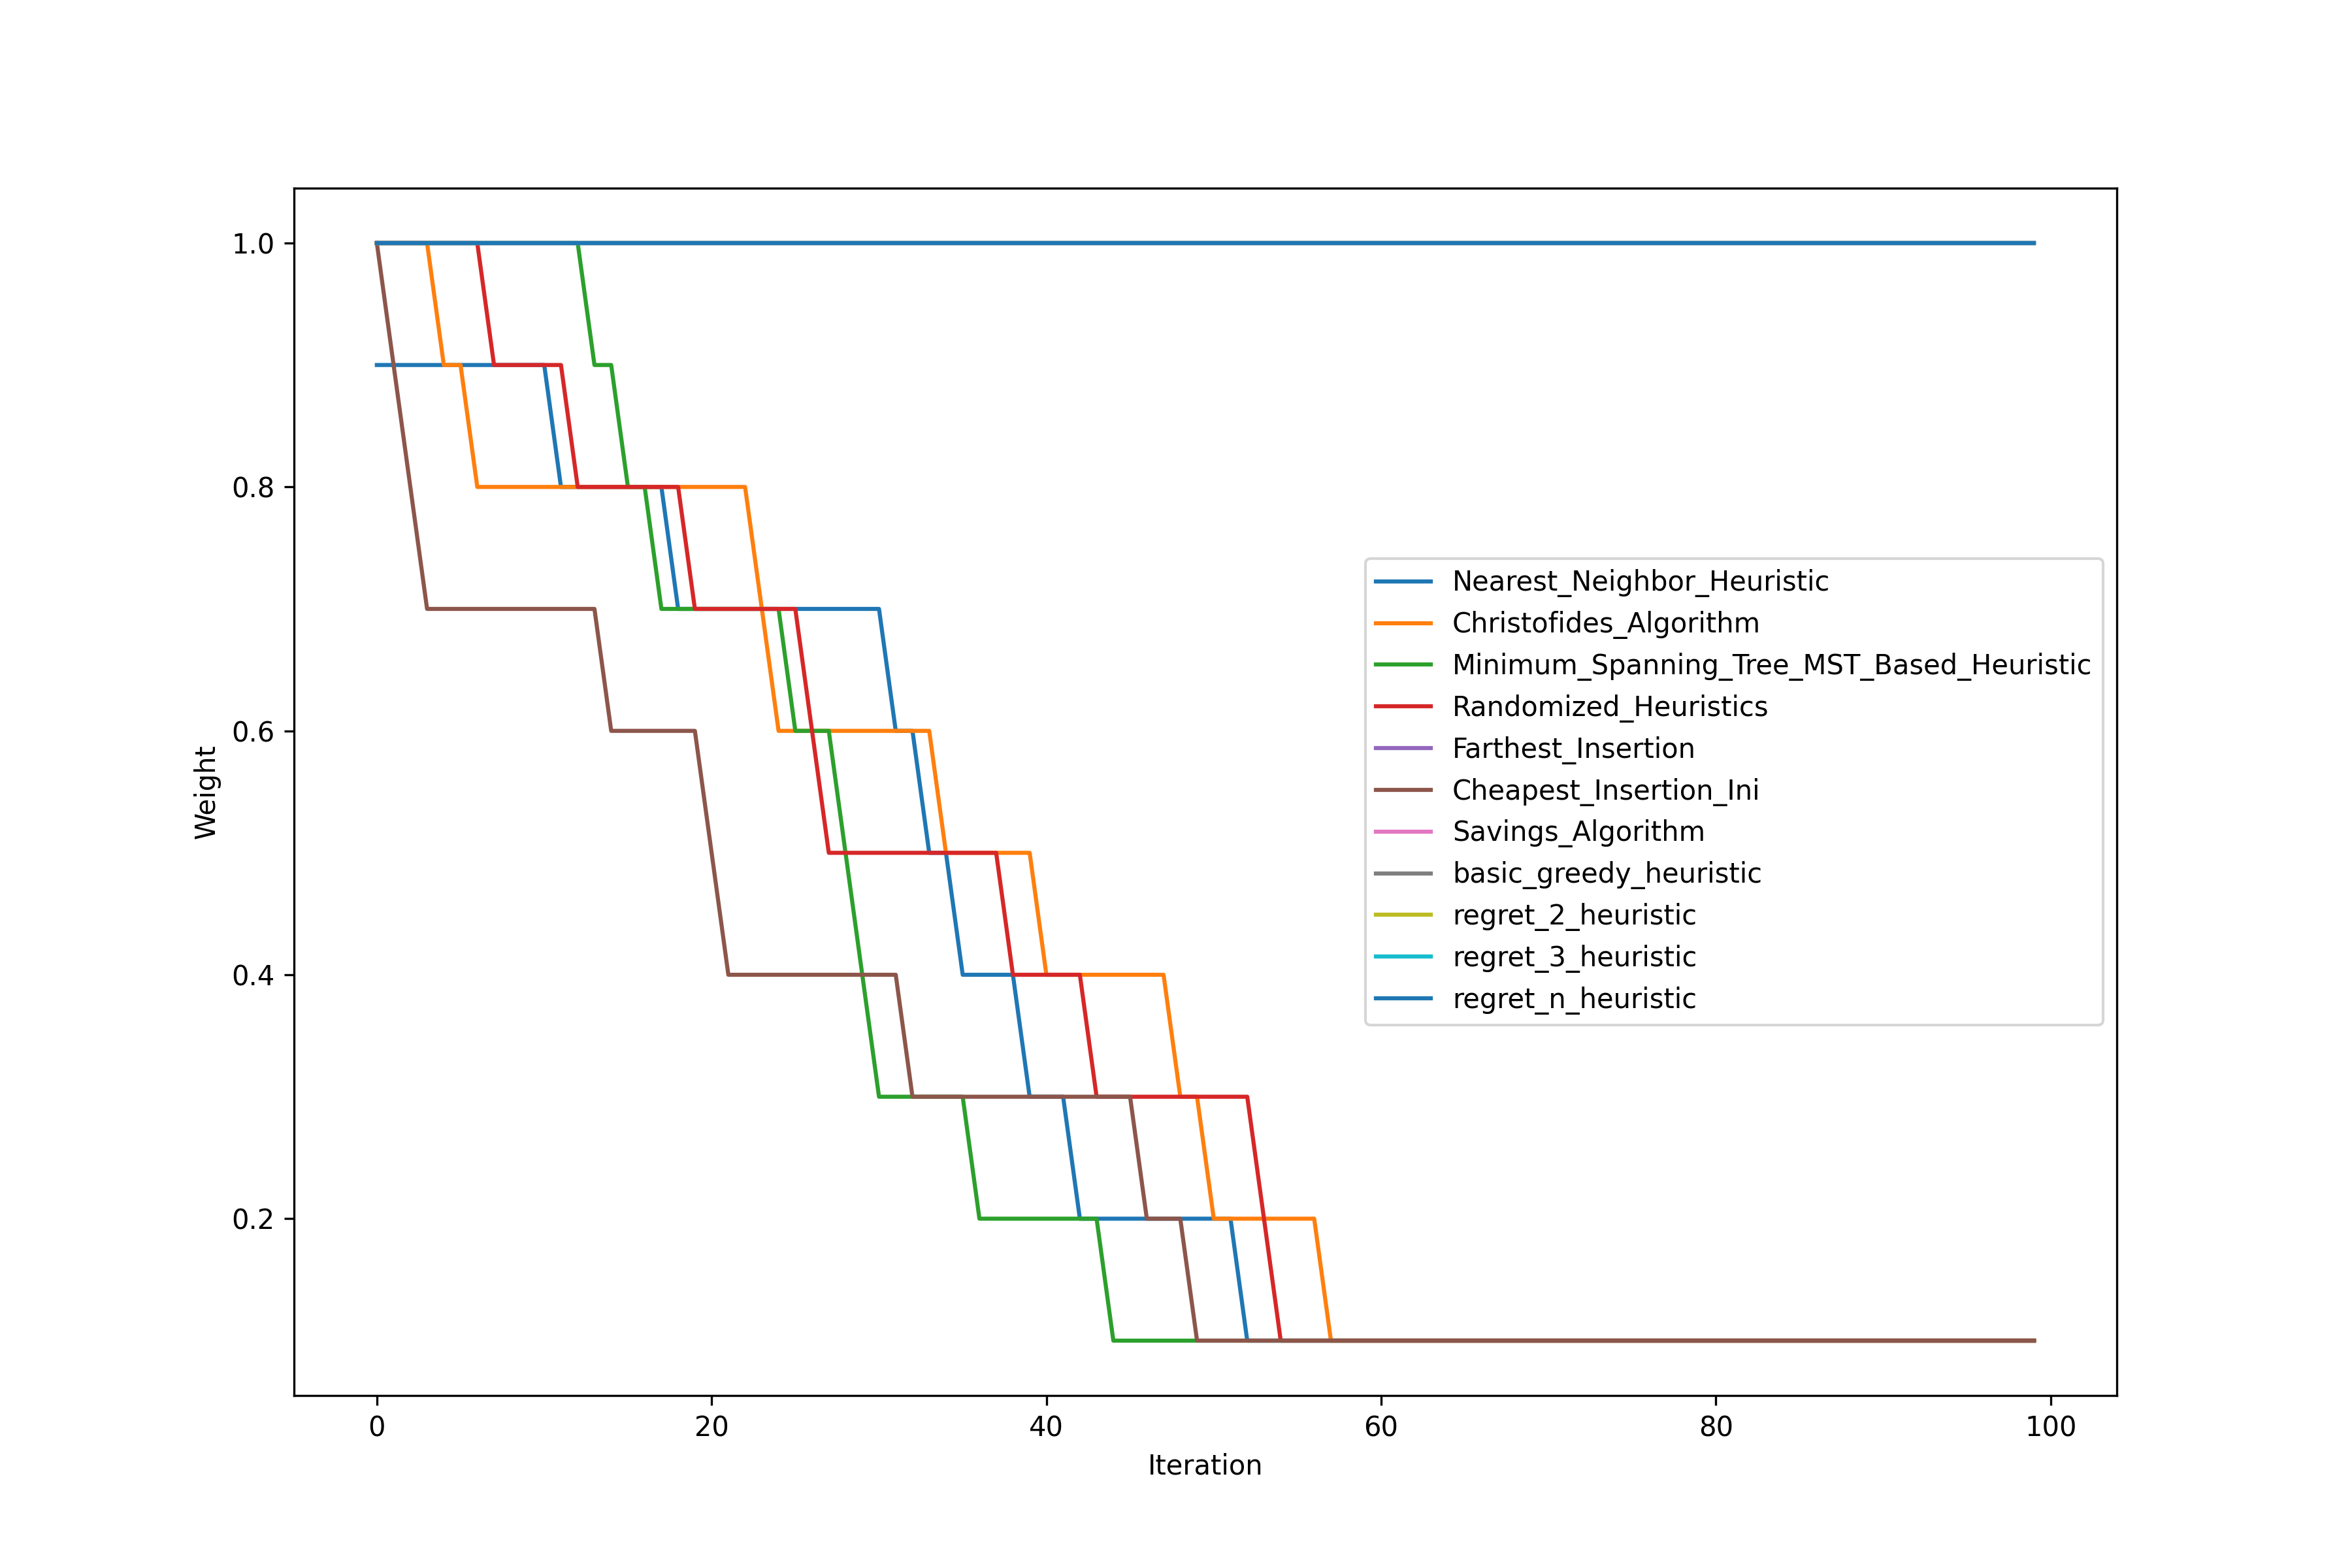 1.0
0.8
0.6
0.4
0.2
Weight
0 20 40 60 80 100
Iteration
Nearest_Neighbor_Heuristic
Christofides_Algorithm
Minimum_Spanning_Tree_MST_Based_Heuristic
Randomized_Heuristics
Farthest_Insertion
Cheapest_Insertion_Ini
Savings_Algorithm
basic_greedy_heuristic
regret_2_heuristic
regret_3_heuristic
regret_n_heuristic